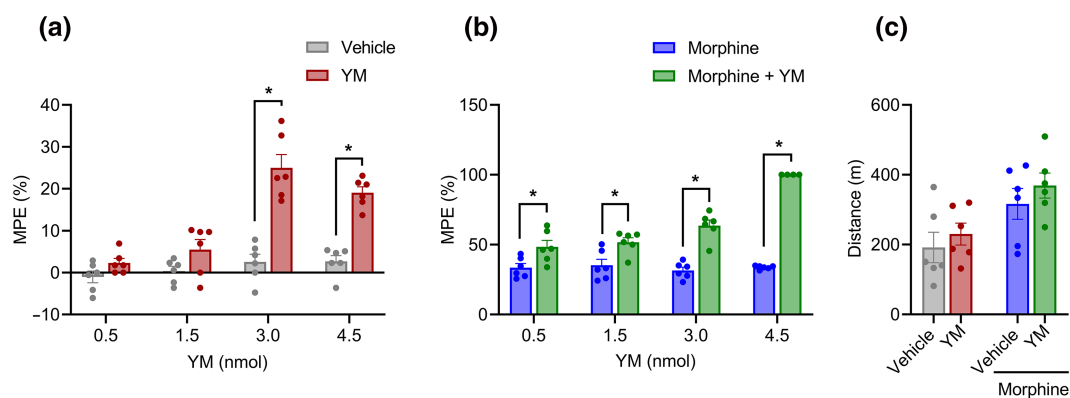 (a)
Vehicle
YM
MPE (%)
40
30
20
10
0
−10
*
*
0.5 1.5 3.0 4.5
YM (nmol)
(b)
Morphine
Morphine + YM
MPE (%)
150
100
50
0
*
*
*
*
0.5 1.5 3.0 4.5
YM (nmol)
(c)
Distance (m)
600
400
200
0
Vehicle YM Vehicle YM
Morphine